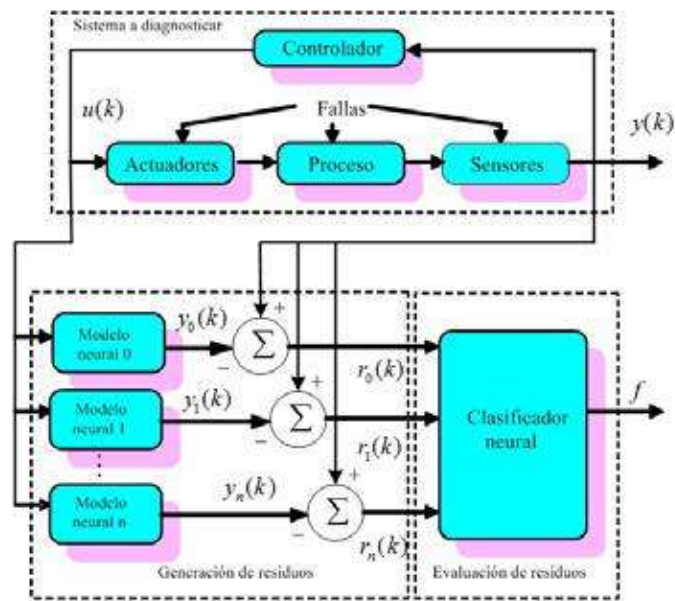 Sistema a diagnosticar
Controlador
u(k)
Fallas
y(k)
Actuadores
Proceso
Sensores
+
Modelo
neural 0
y₀(k)
Σ
−
r₀(k)
+
Modelo
neural 1
y₁(k)
Σ
−
r₁(k)
Clasificador
neural
f
+
Modelo
neural n
yₙ(k)
Σ
−
rₙ(k)
Generación de residuos
Evaluación de residuos